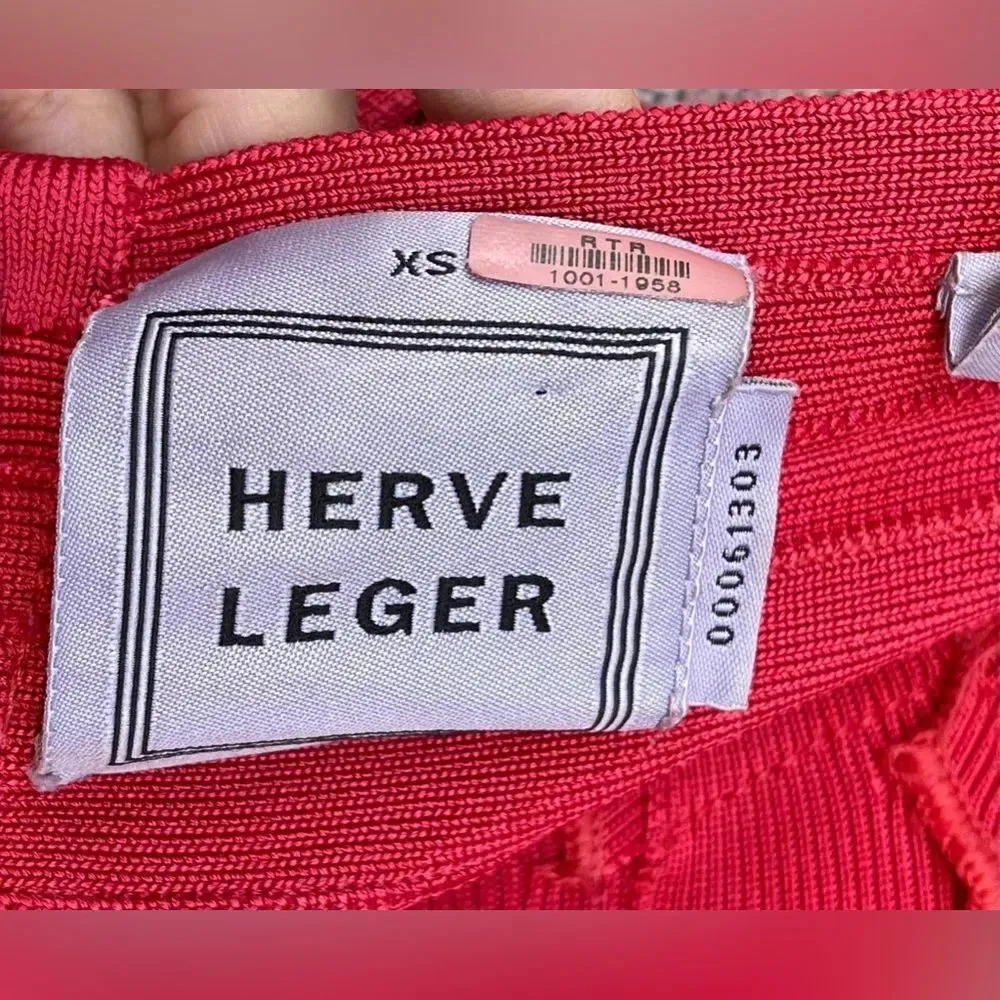 XS
RTR
1001-1958
HERVE
LEGER
00061303